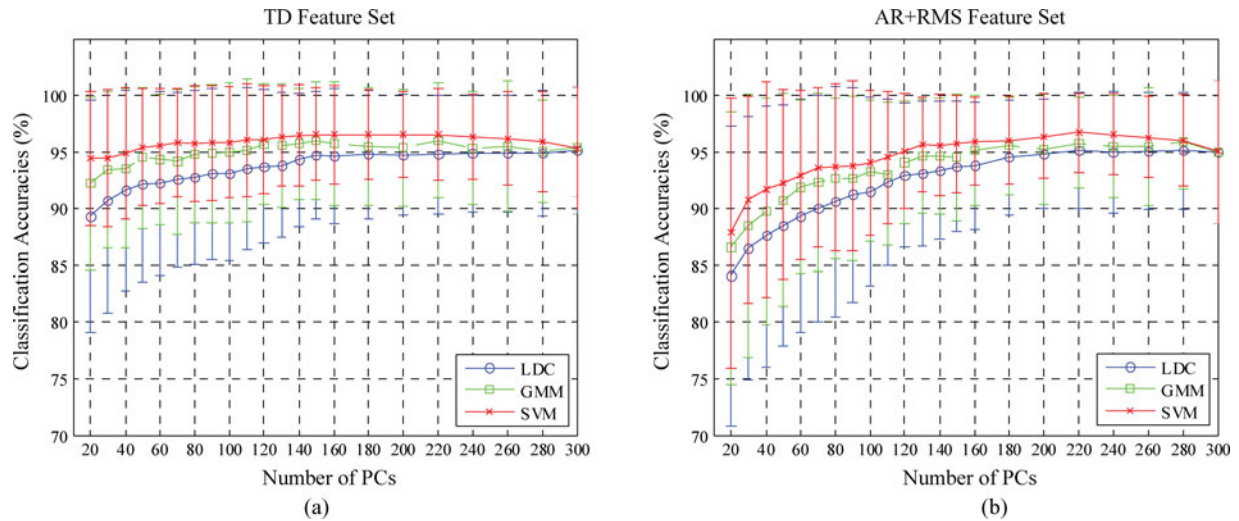 TD Feature Set
Classification Accuracies (%)
100
95
90
85
80
75
70
LDC
GMM
SVM
20 40 60 80 100 120 140 160 180 200 220 240 260 280 300
Number of PCs
(a)
AR+RMS Feature Set
Classification Accuracies (%)
100
95
90
85
80
75
70
LDC
GMM
SVM
20 40 60 80 100 120 140 160 180 200 220 240 260 280 300
Number of PCs
(b)